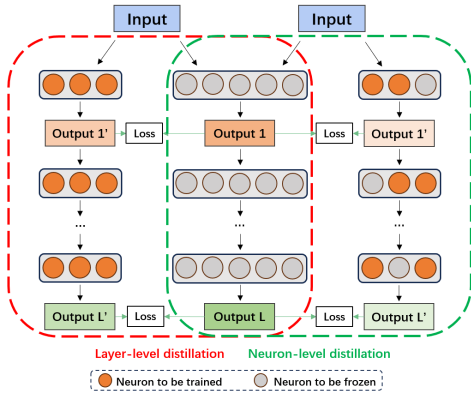 Input
Input
Output 1'
Loss
Output 1
Loss
Output 1'
...
...
...
Output L'
Loss
Output L
Loss
Output L'
Layer-level distillation
Neuron-level distillation
Neuron to be trained
Neuron to be frozen